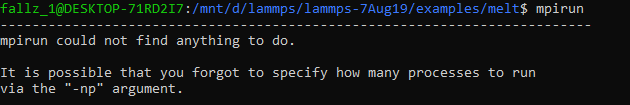 fallz_1@DESKTOP-71RD2I7:/mnt/d/lammps/lammps-7Aug19/examples/melt$ mpirun
--------------------------------------------------------------------------
mpirun could not find anything to do.

It is possible that you forgot to specify how many processes to run
via the "-np" argument.